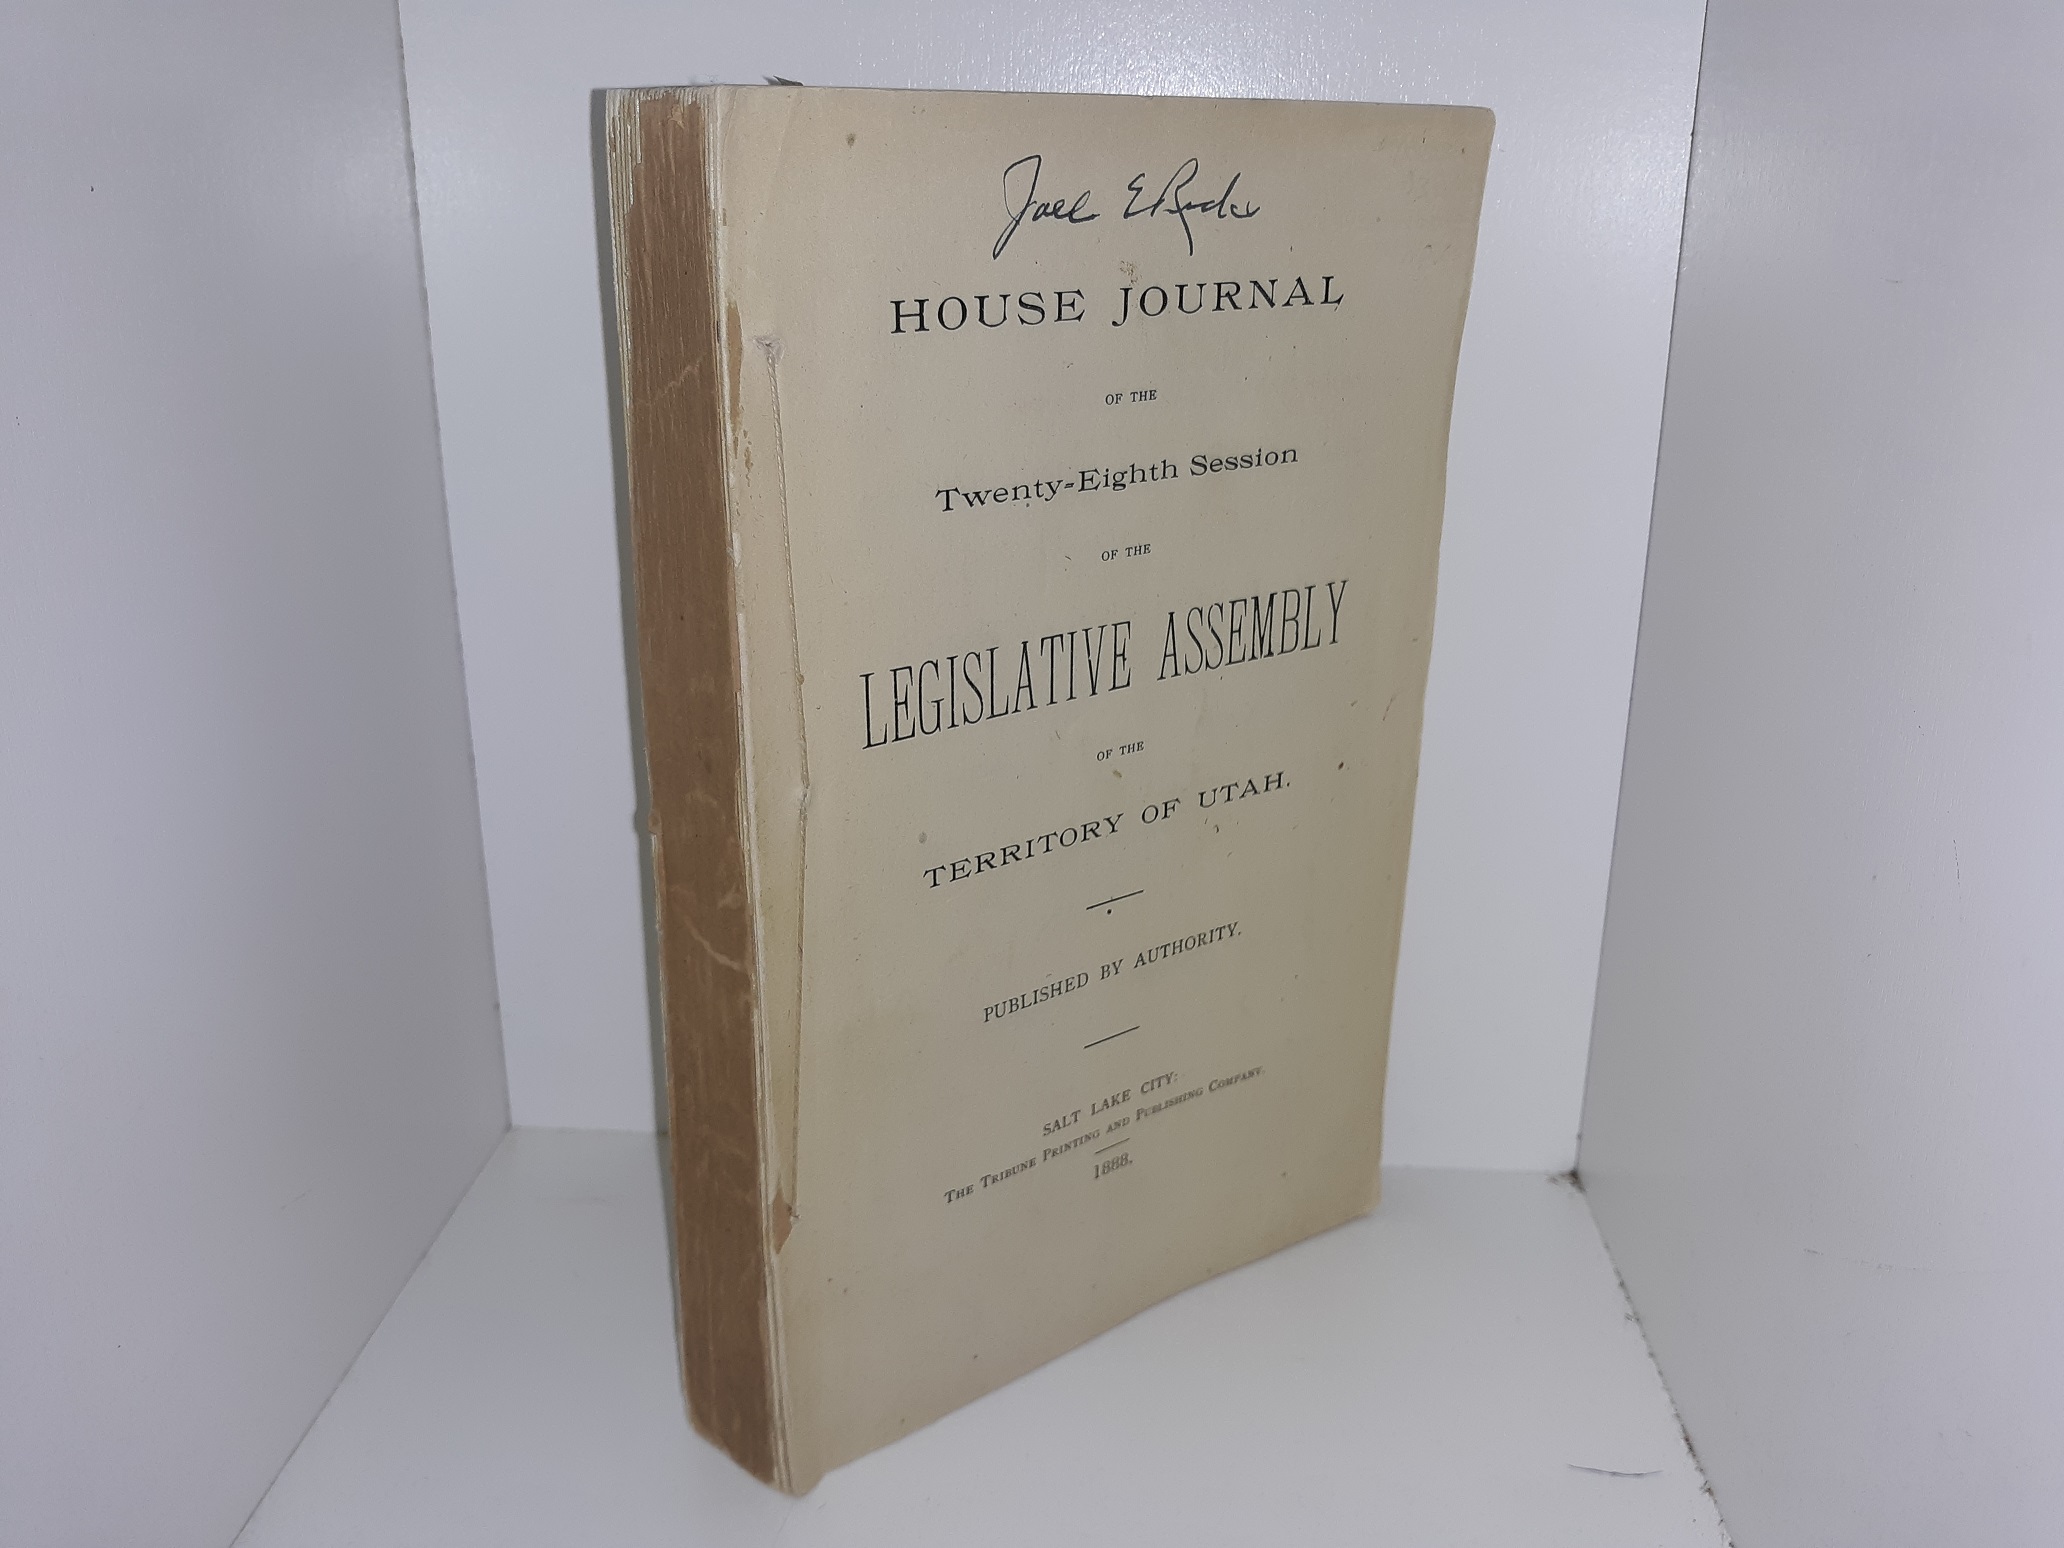 Joel E
HOUSE JOURNAL
OF THE
Twenty-Eighth Session
OF THE
LEGISLATIVE ASSEMBLY
OF THE
TERRITORY OF UTAH.
PUBLISHED BY AUTHORITY.
SALT LAKE CITY:
THE TRIBUNE PRINTING AND PUBLISHING COMPANY.
1888.